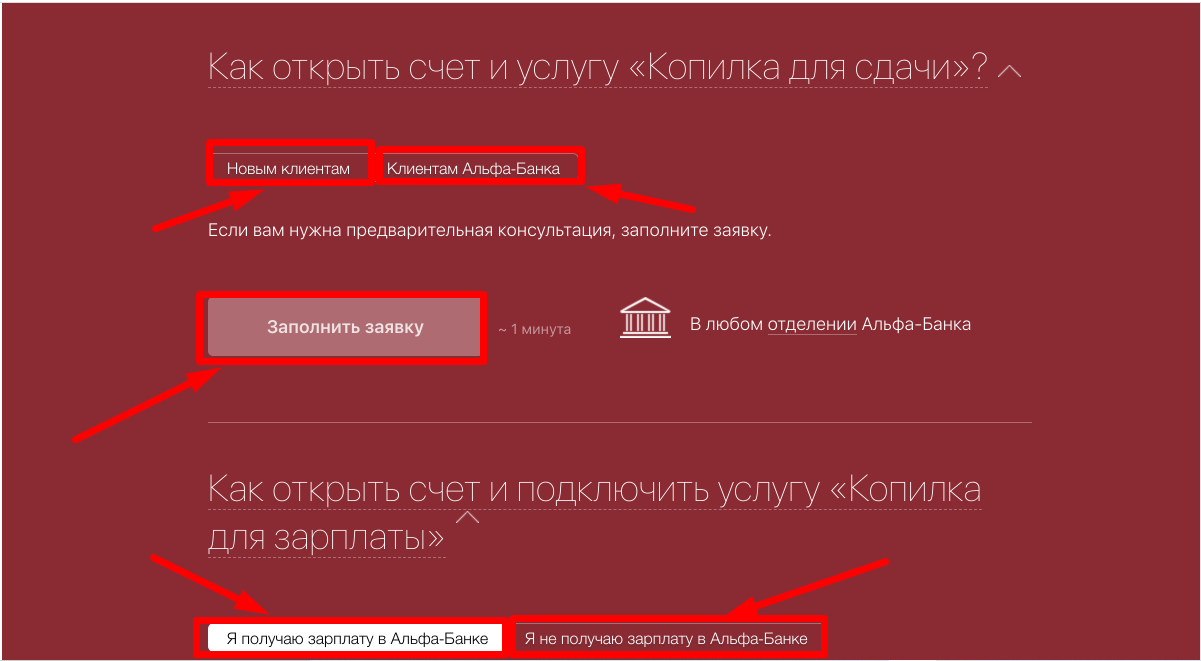 Как открыть счет и услугу «Копилка для сдачи»?
Новым клиентам Клиентам Альфа-Банка
Если вам нужна предварительная консультация, заполните заявку.
Заполнить заявку ~ 1 минута В любом отделении Альфа-Банка
Как открыть счет и подключить услугу «Копилка
для зарплаты»
Я получаю зарплату в Альфа-Банке Я не получаю зарплату в Альфа-Банке